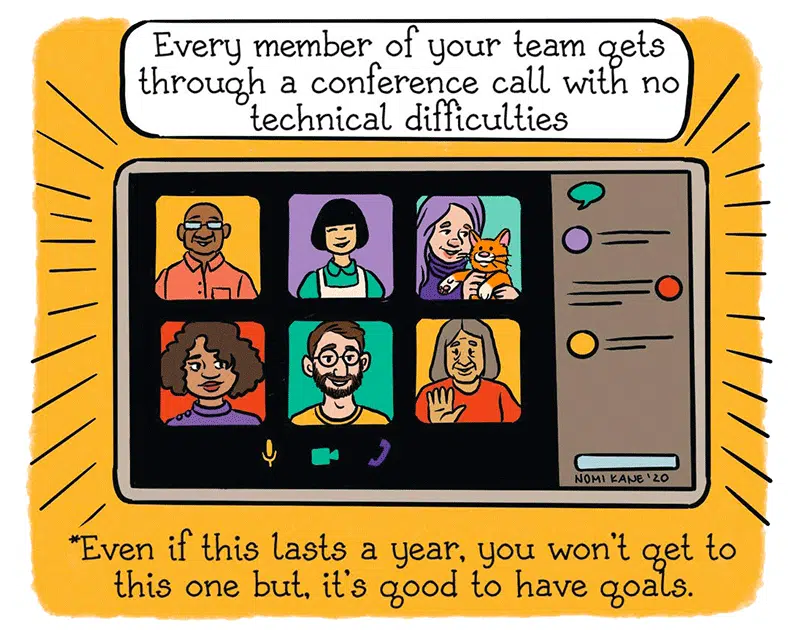 Every member of your team gets
through a conference call with no
technical difficulties
NOMI KANE '20
*Even if this lasts a year, you won't get to
this one but, it's good to have goals.